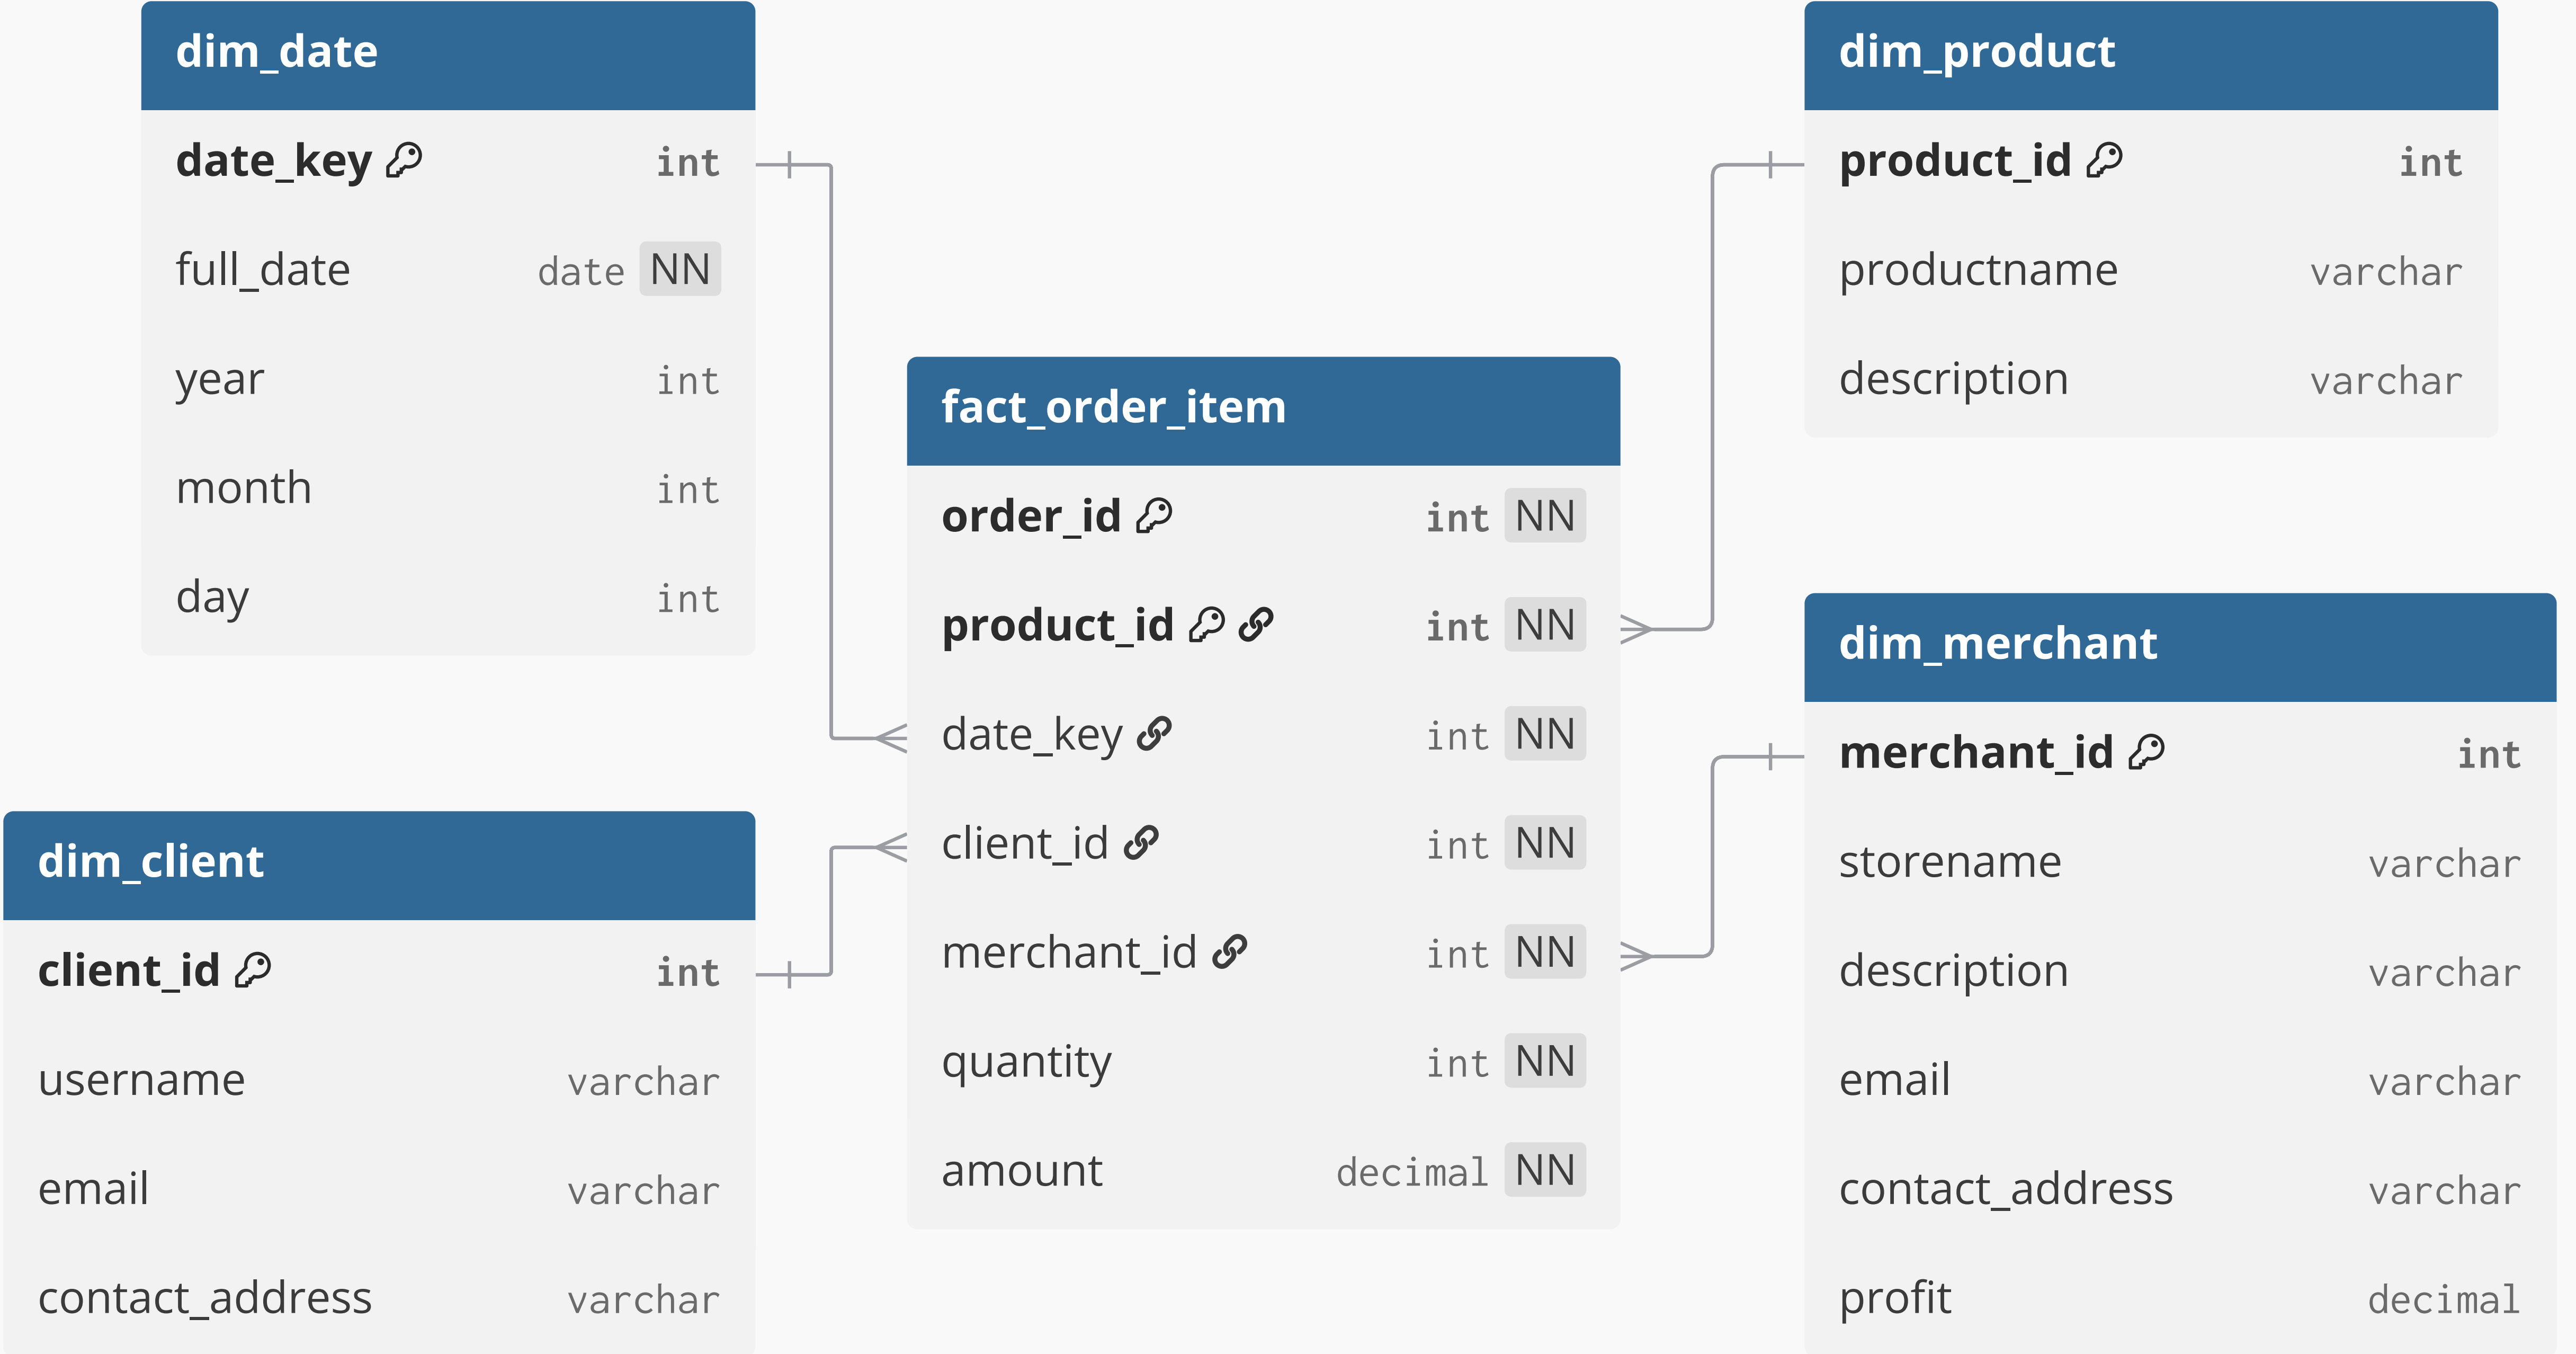 dim_date
date_key int
full_date date NN
year int
month int
day int
dim_product
product_id int
productname varchar
description varchar
fact_order_item
order_id int NN
product_id int NN
date_key int NN
client_id int NN
merchant_id int NN
quantity int NN
amount decimal NN
dim_client
client_id int
username varchar
email varchar
contact_address varchar
dim_merchant
merchant_id int
storename varchar
description varchar
email varchar
contact_address varchar
profit decimal